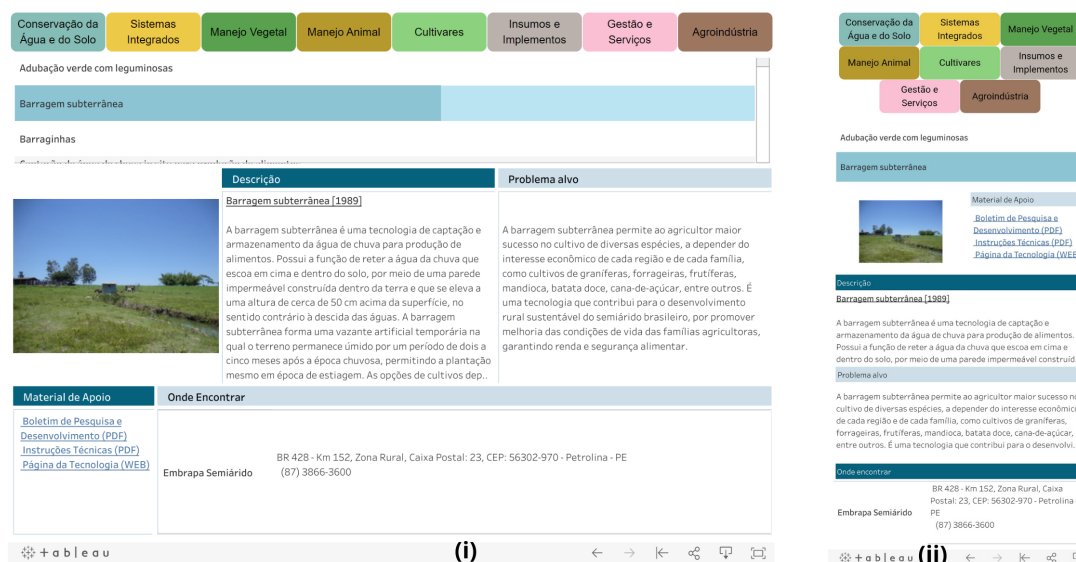 Conservação da Água e do Solo
Sistemas Integrados
Manejo Vegetal
Manejo Animal
Cultivares
Insumos e Implementos
Gestão e Serviços
Agroindústria
Adubação verde com leguminosas
Barragem subterrânea
Barraginhas
Descrição
Problema alvo
Barragem subterrânea [1989]
A barragem subterrânea é uma tecnologia de captação e
armazenamento da água de chuva para produção de
alimentos. Possui a função de reter a água da chuva que
escoa em cima e dentro do solo, por meio de uma parede
impermeável construída dentro da terra e que se eleva a
uma altura de cerca de 50 cm acima da superfície, no
sentido contrário à descida das águas. A barragem
subterrânea forma uma vazante artificial temporária na
qual o terreno permanece úmido por um período de dois a
cinco meses após a época chuvosa, permitindo a plantação
mesmo em época de estiagem. As opções de cultivos dep..
A barragem subterrânea permite ao agricultor maior
sucesso no cultivo de diversas espécies, a depender do
interesse econômico de cada região e de cada família,
como cultivos de graníferas, forrageiras, frutíferas,
mandioca, batata doce, cana-de-açúcar, entre outros. É
uma tecnologia que contribui para o desenvolvimento
rural sustentável do semiárido brasileiro, por promover
melhoria das condições de vida das famílias agricultoras,
garantindo renda e segurança alimentar.
Material de Apoio
Onde Encontrar
Boletim de Pesquisa e
Desenvolvimento (PDF)
Instruções Técnicas (PDF)
Página da Tecnologia (WEB)
Embrapa Semiárido
BR 428 - Km 152, Zona Rural, Caixa Postal: 23, CEP: 56302-970 - Petrolina - PE
(87) 3866-3600
+ a b l e a u
(i)
Conservação da Água e do Solo
Sistemas Integrados
Manejo Vegetal
Manejo Animal
Cultivares
Insumos e Implementos
Gestão e Serviços
Agroindústria
Adubação verde com leguminosas
Barragem subterrânea
Material de Apoio
Boletim de Pesquisa e
Desenvolvimento (PDF)
Instruções Técnicas (PDF)
Página da Tecnologia (WEB
Descrição
Barragem subterrânea [1989]
A barragem subterrânea é uma tecnologia de captação e
armazenamento da água de chuva para produção de alimentos.
Possui a função de reter a água da chuva que escoa em cima e
dentro do solo, por meio de uma parede impermeável construíd
Problema alvo
A barragem subterrânea permite ao agricultor maior sucesso no
cultivo de diversas espécies, a depender do interesse econômico
de cada região e de cada família, como cultivos de graníferas,
forrageiras, frutíferas, mandioca, batata doce, cana-de-açúcar,
entre outros. É uma tecnologia que contribui para o desenvolvi.
Onde encontrar
Embrapa Semiárido
BR 428 - Km 152, Zona Rural, Caixa
Postal: 23, CEP: 56302-970 - Petrolina
PE
(87) 3866-3600
+ a b l e a u
(ii)